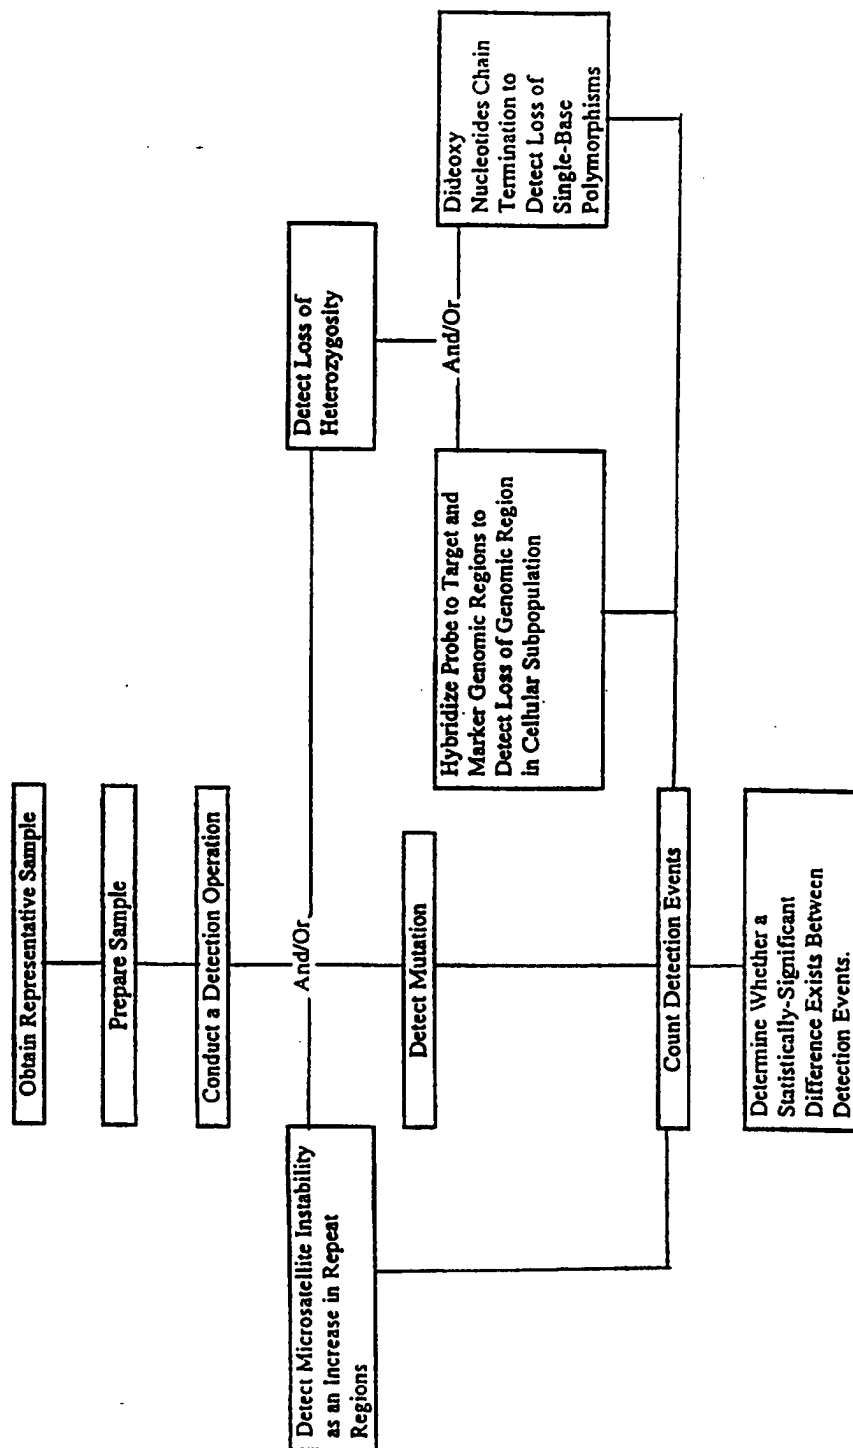 Obtain Representative Sample
Prepare Sample
Conduct a Detection Operation
And/Or
Detect Microsatellite Instability
as an Increase in Repeat
Regions
Detect Mutation
Detect Loss of
Heterozygosity
And/Or
Hybridize Probe to Target and
Marker Genomic Regions to
Detect Loss of Genomic Region
in Cellular Subpopulation
Dideoxy
Nucleotides Chain
Termination to
Detect Loss of
Single-Base
Polymorphisms
Count Detection Events
Determine Whether a
Statistically-Significant
Difference Exists Between
Detection Events.